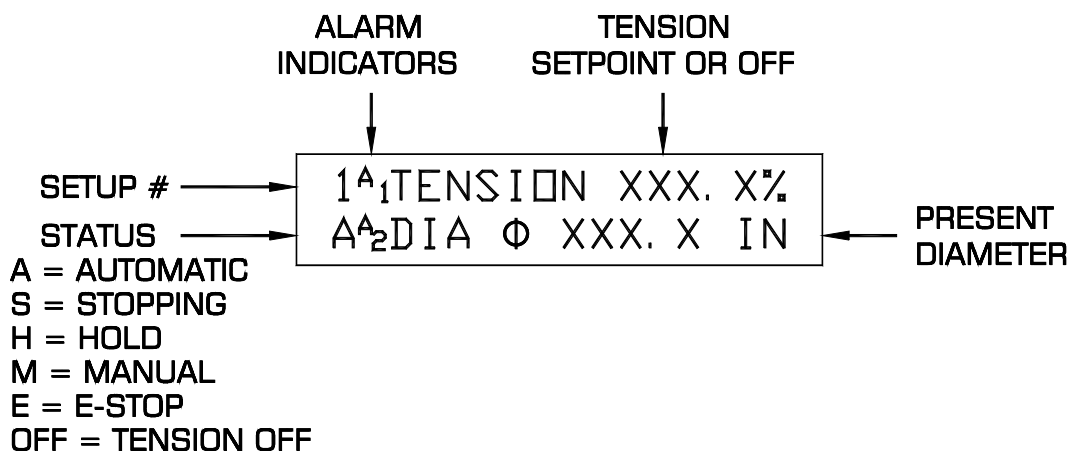 ALARM
INDICATORS
TENSION
SETPOINT OR OFF
SETUP #
1A1TENSION XXX. X%
STATUS
AA2DIA Φ XXX. X IN
PRESENT
DIAMETER
A = AUTOMATIC
S = STOPPING
H = HOLD
M = MANUAL
E = E-STOP
OFF = TENSION OFF